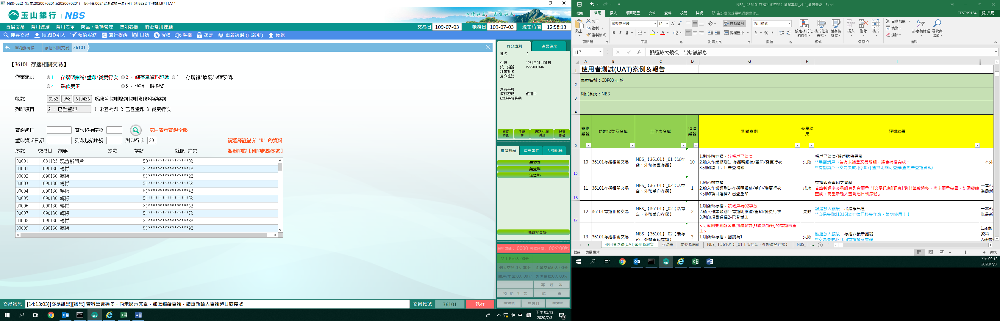 NBS-uat2 (版本:2020070201.b2020070201) 使用者:00242(測試櫃一辰) 分行別:9232 工作站:L9711A11
玉山銀行 | NBS
心清如玉 義重如山
自選交易 常用連結 常用表單 商品/活動管理 智能客服 消金常用連結
交易日 109-07-03 帳務日 109-07-03 現在時間 12:58:13
搜尋交易 帳號ID引入 預約服務 蒞行提醒 日誌 授權 廣播 鎖定 重啟週邊(已啟動) 簽退
單/摺(補換.. 存摺相關交易 36101
【36101 存摺相關交易】
作業類別 1 - 存摺明細補/重印/變更行次 2 - 綜存單資料印錄 3 - 存摺補/換發/封面列印
4 - 磁條更正 5 - 恢復一摺多幣
帳號 9232 968 610436
列印項目 2 - 已登重印 1-未登補印 2-已登重印 3-變更行次
查詢起日 查詢起始序號 空白表示查詢全部
重印資料日期 列印起始序號 列印行次 20 請選擇註記有 "R" 的資料
序號 交易日 摘要 提款 存款 餘額 註記 為重印的【列印起始序號】
00001 1081125 現金新開戶 $0*****************0R
00001 1090130 轉帳 $1*****************1R
00002 1090130 轉帳 $1*****************2R
00003 1090130 轉帳 $1*****************3R
00004 1090130 轉帳 $1*****************4R
00005 1090130 轉帳 $1*****************5R
00006 1090130 轉帳 $1*****************6R
00007 1090130 轉帳 $1*****************7R
00008 1090130 轉帳 $1*****************8R
00009 1090130 轉帳 $1*****************9R
交易訊息 [14:13:03][交易訊息][訊息] 資料筆數過多，尚未顯示完畢，如需繼續查詢，請重新輸入查詢起日或序號
交易代號 36101 執行
身分識別 產品往來
姓名 1
生日 1981年01月01日
統一編號 C299000446
理專姓名
身分註記
注意事項
簡訊密碼 使用中
近期事故異動
顧客資訊 手續費 通路/共同行銷 顧客影像
推薦商品 重要事件 互動記錄
無資料
無資料
無資料
一般轉介登錄
服務號碼： 0000 等候時間： 00分00秒
ＶＩＰ:0人 00分
個人交易:0人 00分 企業交易:0人 00分
開戶/申請:0人 00分 外匯業務:0人 00分
再 呼 叫
預 約 叫 號 結 束
無資料 無資料 無資料
中 下午 02:13
2020/7/3
3
NBS_【36101存摺相關交易】測試案例_v1.4_測資盤點 - Excel
檔案 常用 插入 版面配置 公式 資料 校閱 檢視 告訴我您想要執行的動作... TEST19134 共用
貼上 剪下 複製 複製格式 剪貼簿
微軟正黑體 12 字型
自動換列 跨欄置中 對齊方式
通用格式 數值
設定格式化的條件 格式化為表格 儲存格樣式 樣式
插入 刪除 格式 儲存格
自動加總 填滿 清除 排序與篩選 尋找與選取 編輯
I17 fx 點選放大鏡後，出錯誤訊息
A B C D G H I
1 使用者測試(UAT)案例＆報告
2 專案名稱：CBP03 存款
3 測試系統：NBS
4
5 案例編號 功能代號及名稱 工作表名稱 情境編號 測試案例 交易結果 預期結果
15 10 36101存摺相關交易 NBS_【36101】_01【活存台、外幣補登存摺】 10
1.刷外幣存摺，該帳戶已結清
2.輸入作業類別1.-存摺明細補/重印/變更行次
3.列印項目：1-未登補印
失敗
帳戶已結清/帳戶狀態異常
**無摺銷戶→若有未補登交易明細，將會補摺完成。
**有摺銷戶→交易失敗: [Q007] 查無明細可登錄(查無未登摺資料)
一本外
16 11 36101存摺相關交易 NBS_【36101】_02【活存台、外幣重印存摺】 1
1.刷台幣存摺
2.輸入作業類別1-存摺明細補/重印/變更行次
3.列印項目選擇2-已登重印
成功
存摺印錄重印之資料
若筆數過多交易訊息列會顯示「[交易訊息][訊息] 資料筆數過多，尚未顯示完畢，如需繼續查詢，請重新輸入查詢起日或序號」
一本台
為最新
17 12 36101存摺相關交易 NBS_【36101】_02【活存台、外幣重印存摺】 2
1.刷台幣存摺，該帳戶有02事故
2.輸入作業類別1-存摺明細補/重印/變更行次
3.列印項目選擇2-已登重印
失敗
點選放大鏡後，出錯誤訊息
**交易失敗:[1016]本存簿已掛失作廢，請勿使用！！
一本台
為最新
13 36101存摺相關交易 NBS_【36101】_02【活存台、外幣重印存摺】 3
<此案例要測顧客拿到補發前(非最新摺號)的存摺來重印>
1.刷台幣存摺，摺號為1
失敗
點選放大鏡後，存摺非最新摺號
**交易失敗:[E106]存摺摺號有誤
1.產製一
資料，
2.該帳
使用者測試(UAT)案例＆報告 互助表 本交易統計 NBS_【36101】_01【活存台、外幣補登存摺】 NBS_ ...
就緒 篩選模式 90%
下午 02:13
2020/7/3